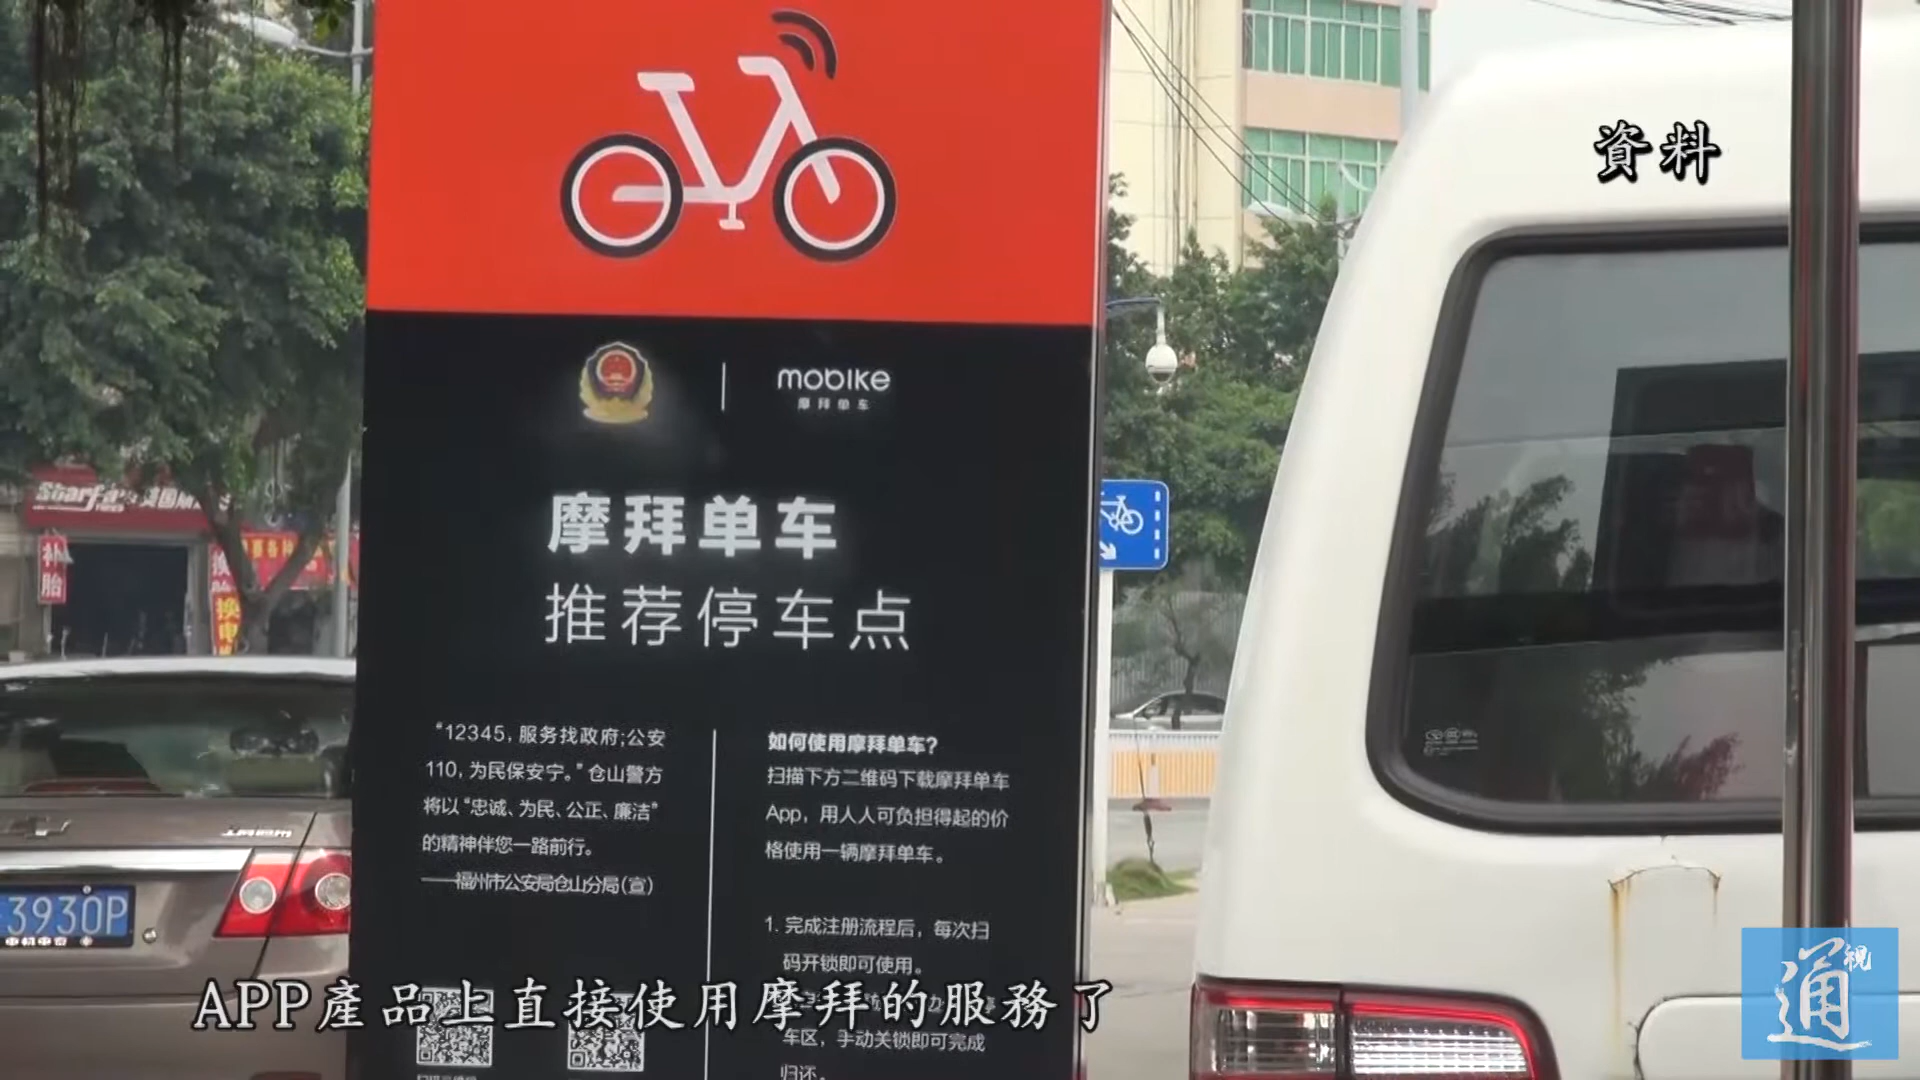 資料
mobike
摩拜单车
摩拜单车
推荐停车点
“12345，服务找政府；公安
110，为民保安宁。”仓山警方
将以“忠诚、为民、公正、廉洁”
的精神伴您一路前行。
——福州市公安局仓山分局（宣）
如何使用摩拜单车？
扫描下方二维码下载摩拜单车
App，用人人可负担得起的价
格使用一辆摩拜单车。
1. 完成注册流程后，每次扫
码开锁即可使用。
车区，手动关锁即可完成
归还。
补胎
3930P
APP產品上直接使用摩拜的服務了
通視